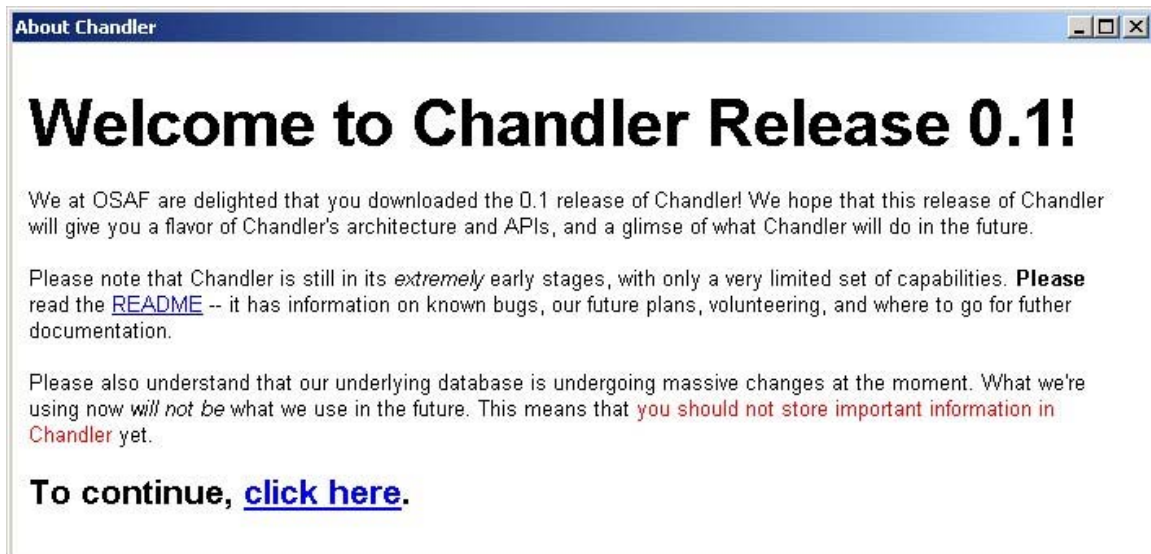 About Chandler
Welcome to Chandler Release 0.1!
We at OSAF are delighted that you downloaded the 0.1 release of Chandler! We hope that this release of Chandler
will give you a flavor of Chandler's architecture and APIs, and a glimse of what Chandler will do in the future.
Please note that Chandler is still in its extremely early stages, with only a very limited set of capabilities. Please
read the README -- it has information on known bugs, our future plans, volunteering, and where to go for futher
documentation.
Please also understand that our underlying database is undergoing massive changes at the moment. What we're
using now will not be what we use in the future. This means that you should not store important information in
Chandler yet.
To continue, click here.